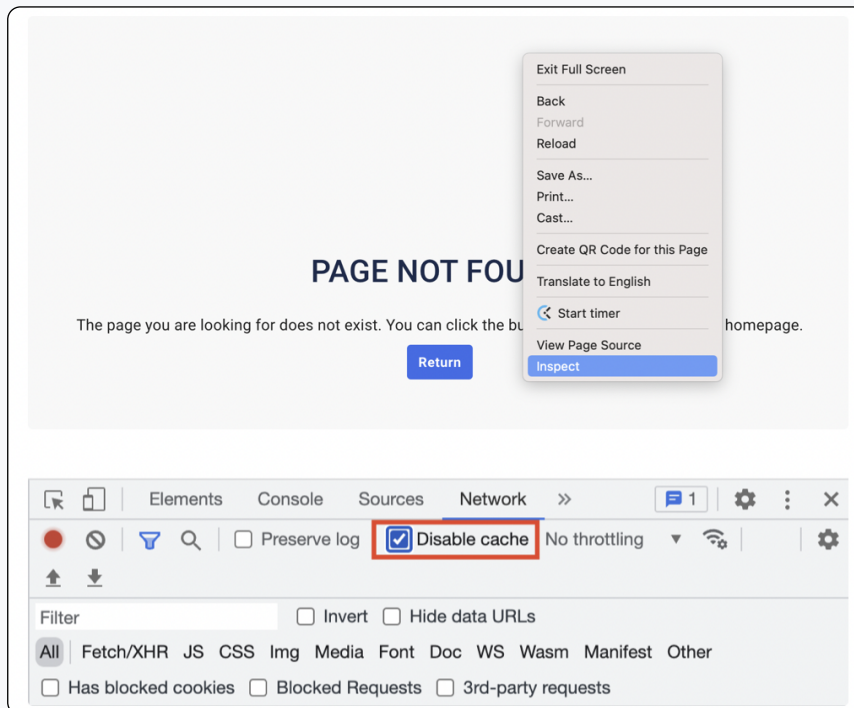 Exit Full Screen
Back
Forward
Reload
Save As...
Print...
Cast...
Create QR Code for this Page
Translate to English
Start timer
View Page Source
Inspect
PAGE NOT FOU
The page you are looking for does not exist. You can click the bu homepage.
Return
Elements Console Sources Network 1
Preserve log Disable cache No throttling
Filter Invert Hide data URLs
All Fetch/XHR JS CSS Img Media Font Doc WS Wasm Manifest Other
Has blocked cookies Blocked Requests 3rd-party requests